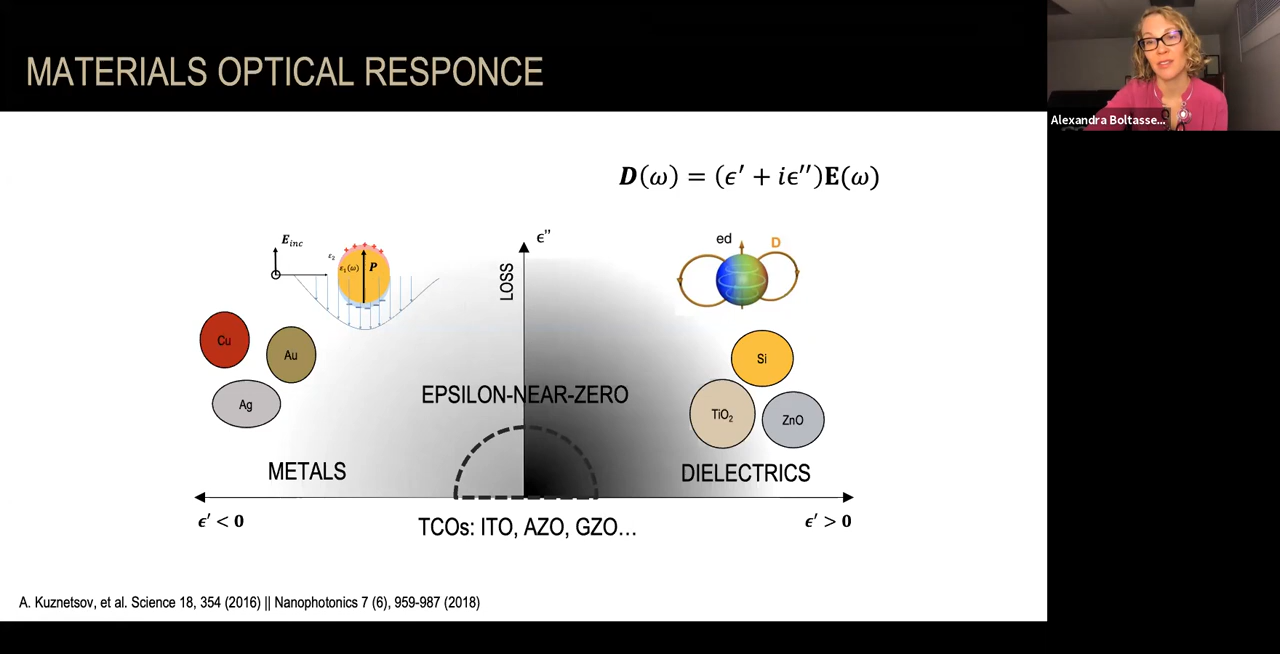 MATERIALS OPTICAL RESPONCE
Alexandra Boltasse...
D(ω) = (ϵ′ + iϵ′′)E(ω)
E_inc
ε₂
ε₁(ω)
P
ϵ”
LOSS
ed
D
Cu
Au
Ag
Si
TiO₂
ZnO
EPSILON-NEAR-ZERO
METALS
DIELECTRICS
ϵ′ < 0
ϵ′ > 0
TCOs: ITO, AZO, GZO…
A. Kuznetsov, et al. Science 18, 354 (2016) || Nanophotonics 7 (6), 959-987 (2018)